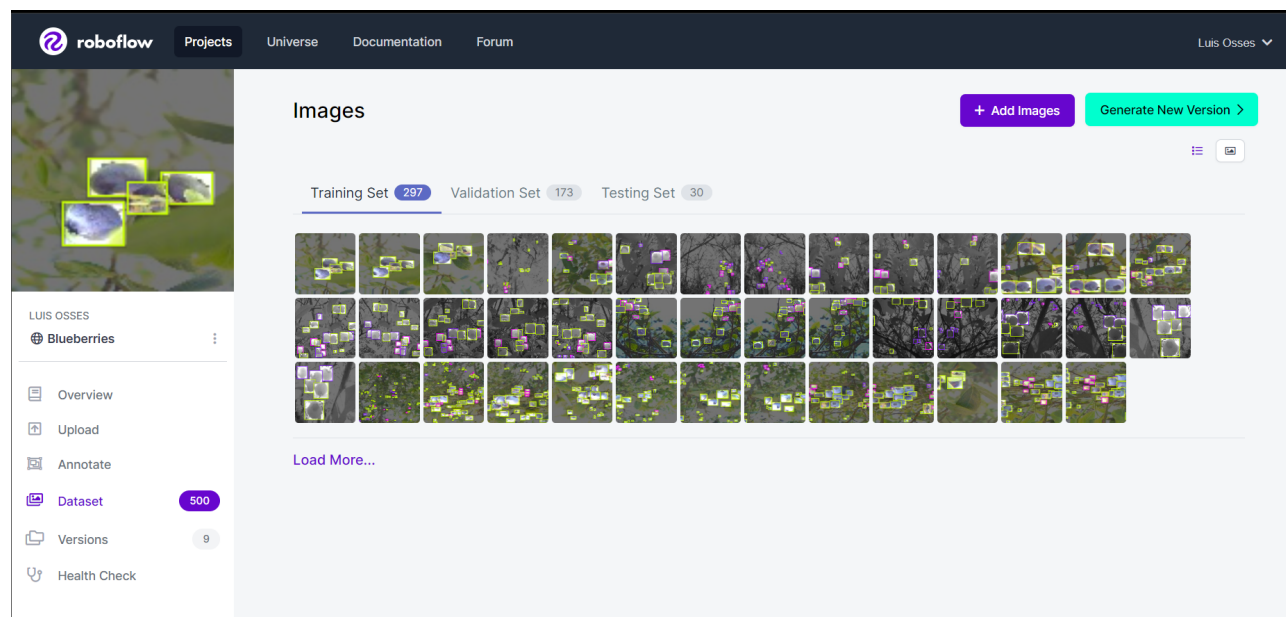 roboflow Projects Universe Documentation Forum Luis Osses
Images + Add Images Generate New Version
Training Set 297 Validation Set 173 Testing Set 30
LUIS OSSES
Blueberries
Overview
Upload
Annotate
Dataset 500
Versions 9
Health Check
Load More...